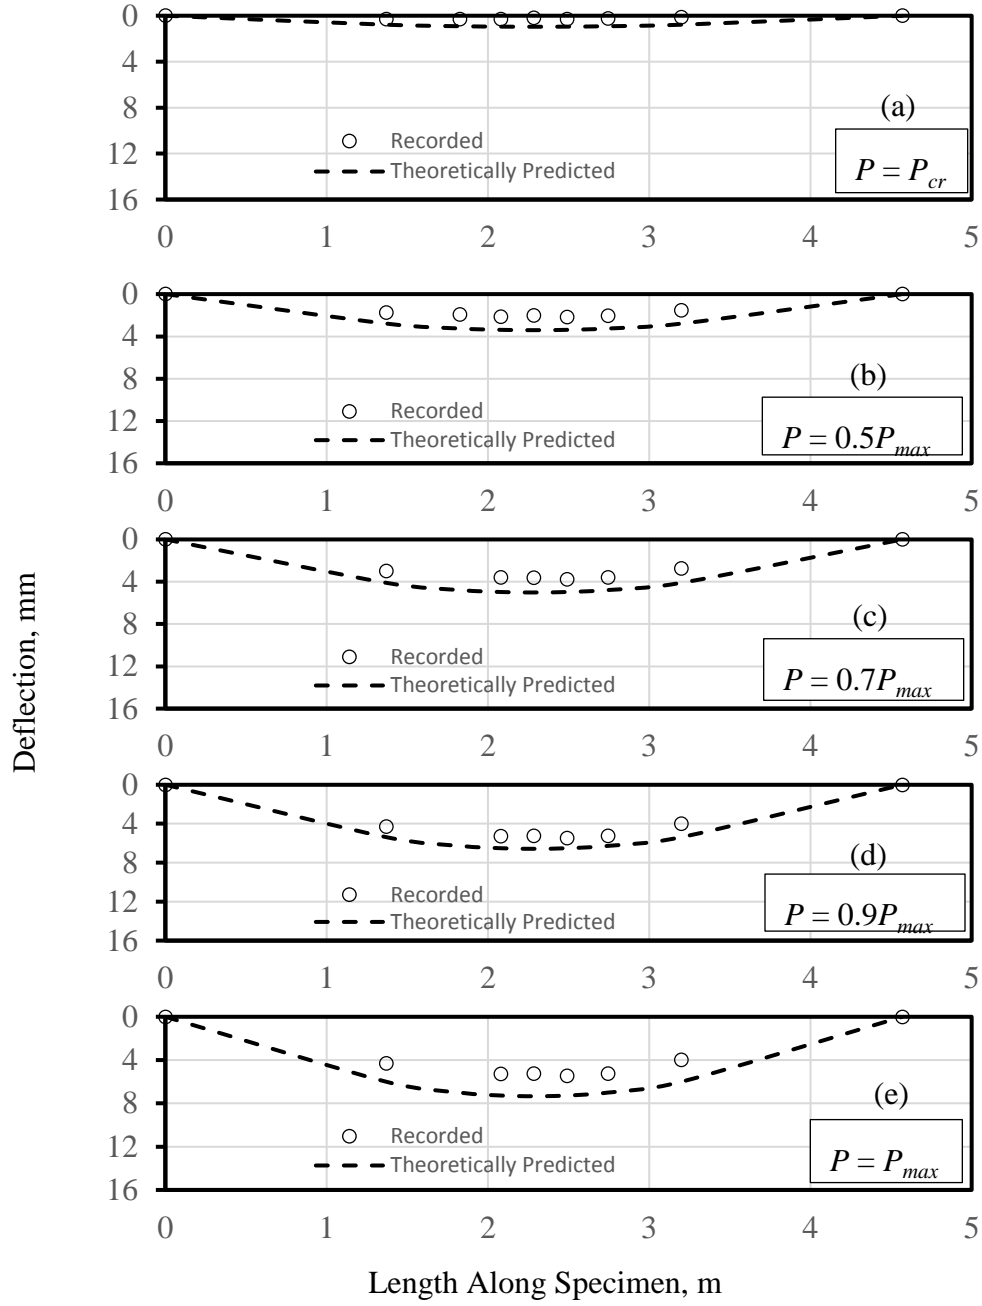 0
4
8
12
16
(a)
Recorded
Theoretically Predicted
P = Pcr
0 1 2 3 4 5
0
4
8
12
16
(b)
Recorded
Theoretically Predicted
P = 0.5Pmax
0 1 2 3 4 5
Deflection, mm
0
4
8
12
16
(c)
Recorded
Theoretically Predicted
P = 0.7Pmax
0 1 2 3 4 5
0
4
8
12
16
(d)
Recorded
Theoretically Predicted
P = 0.9Pmax
0 1 2 3 4 5
0
4
8
12
16
(e)
Recorded
Theoretically Predicted
P = Pmax
0 1 2 3 4 5
Length Along Specimen, m